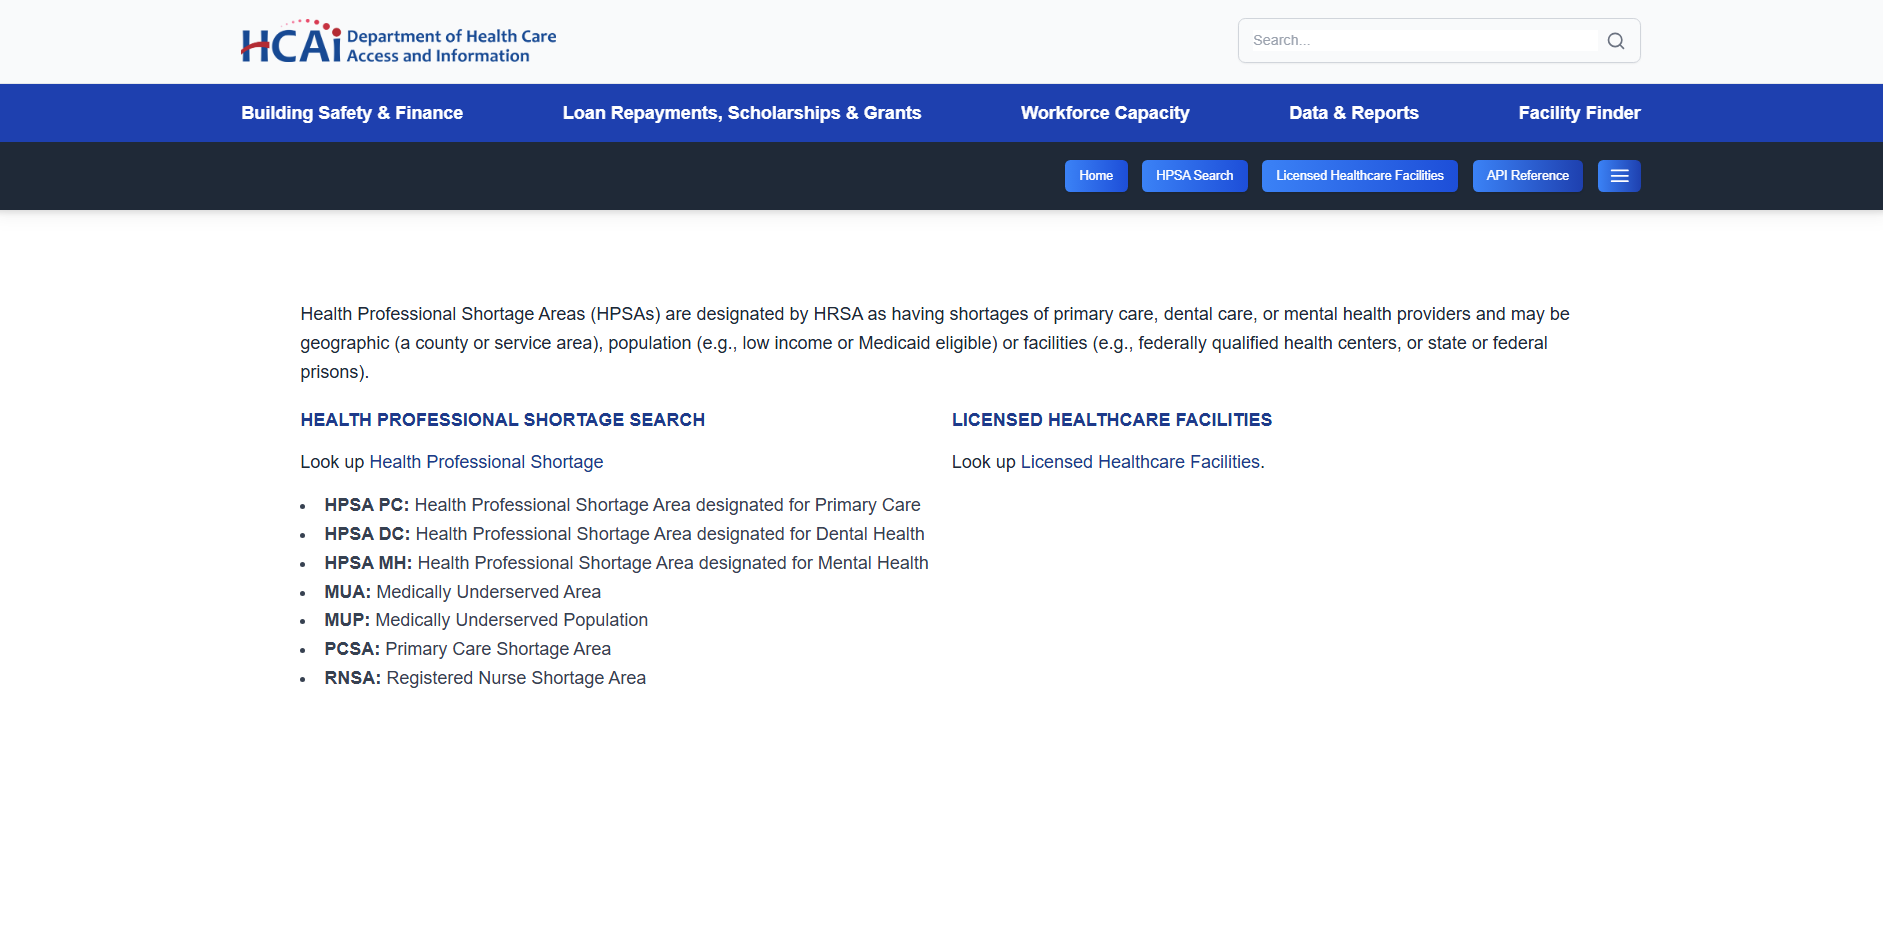 HCAi Department of Health Care
Access and Information
Search...
Building Safety & Finance
Loan Repayments, Scholarships & Grants
Workforce Capacity
Data & Reports
Facility Finder
Home
HPSA Search
Licensed Healthcare Facilities
API Reference
Health Professional Shortage Areas (HPSAs) are designated by HRSA as having shortages of primary care, dental care, or mental health providers and may be
geographic (a county or service area), population (e.g., low income or Medicaid eligible) or facilities (e.g., federally qualified health centers, or state or federal
prisons).
HEALTH PROFESSIONAL SHORTAGE SEARCH
Look up Health Professional Shortage
• HPSA PC: Health Professional Shortage Area designated for Primary Care
• HPSA DC: Health Professional Shortage Area designated for Dental Health
• HPSA MH: Health Professional Shortage Area designated for Mental Health
• MUA: Medically Underserved Area
• MUP: Medically Underserved Population
• PCSA: Primary Care Shortage Area
• RNSA: Registered Nurse Shortage Area
LICENSED HEALTHCARE FACILITIES
Look up Licensed Healthcare Facilities.